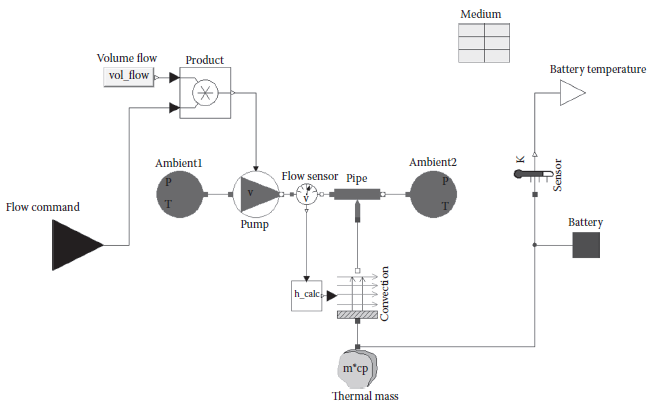 Medium
Volume flow
vol_flow
Product
Battery temperature
Ambient1
P
T
v
Pump
Flow sensor
V
Pipe
Ambient2
P
T
K
Sensor
Flow command
Battery
h_calc
Convection
m*cp
Thermal mass